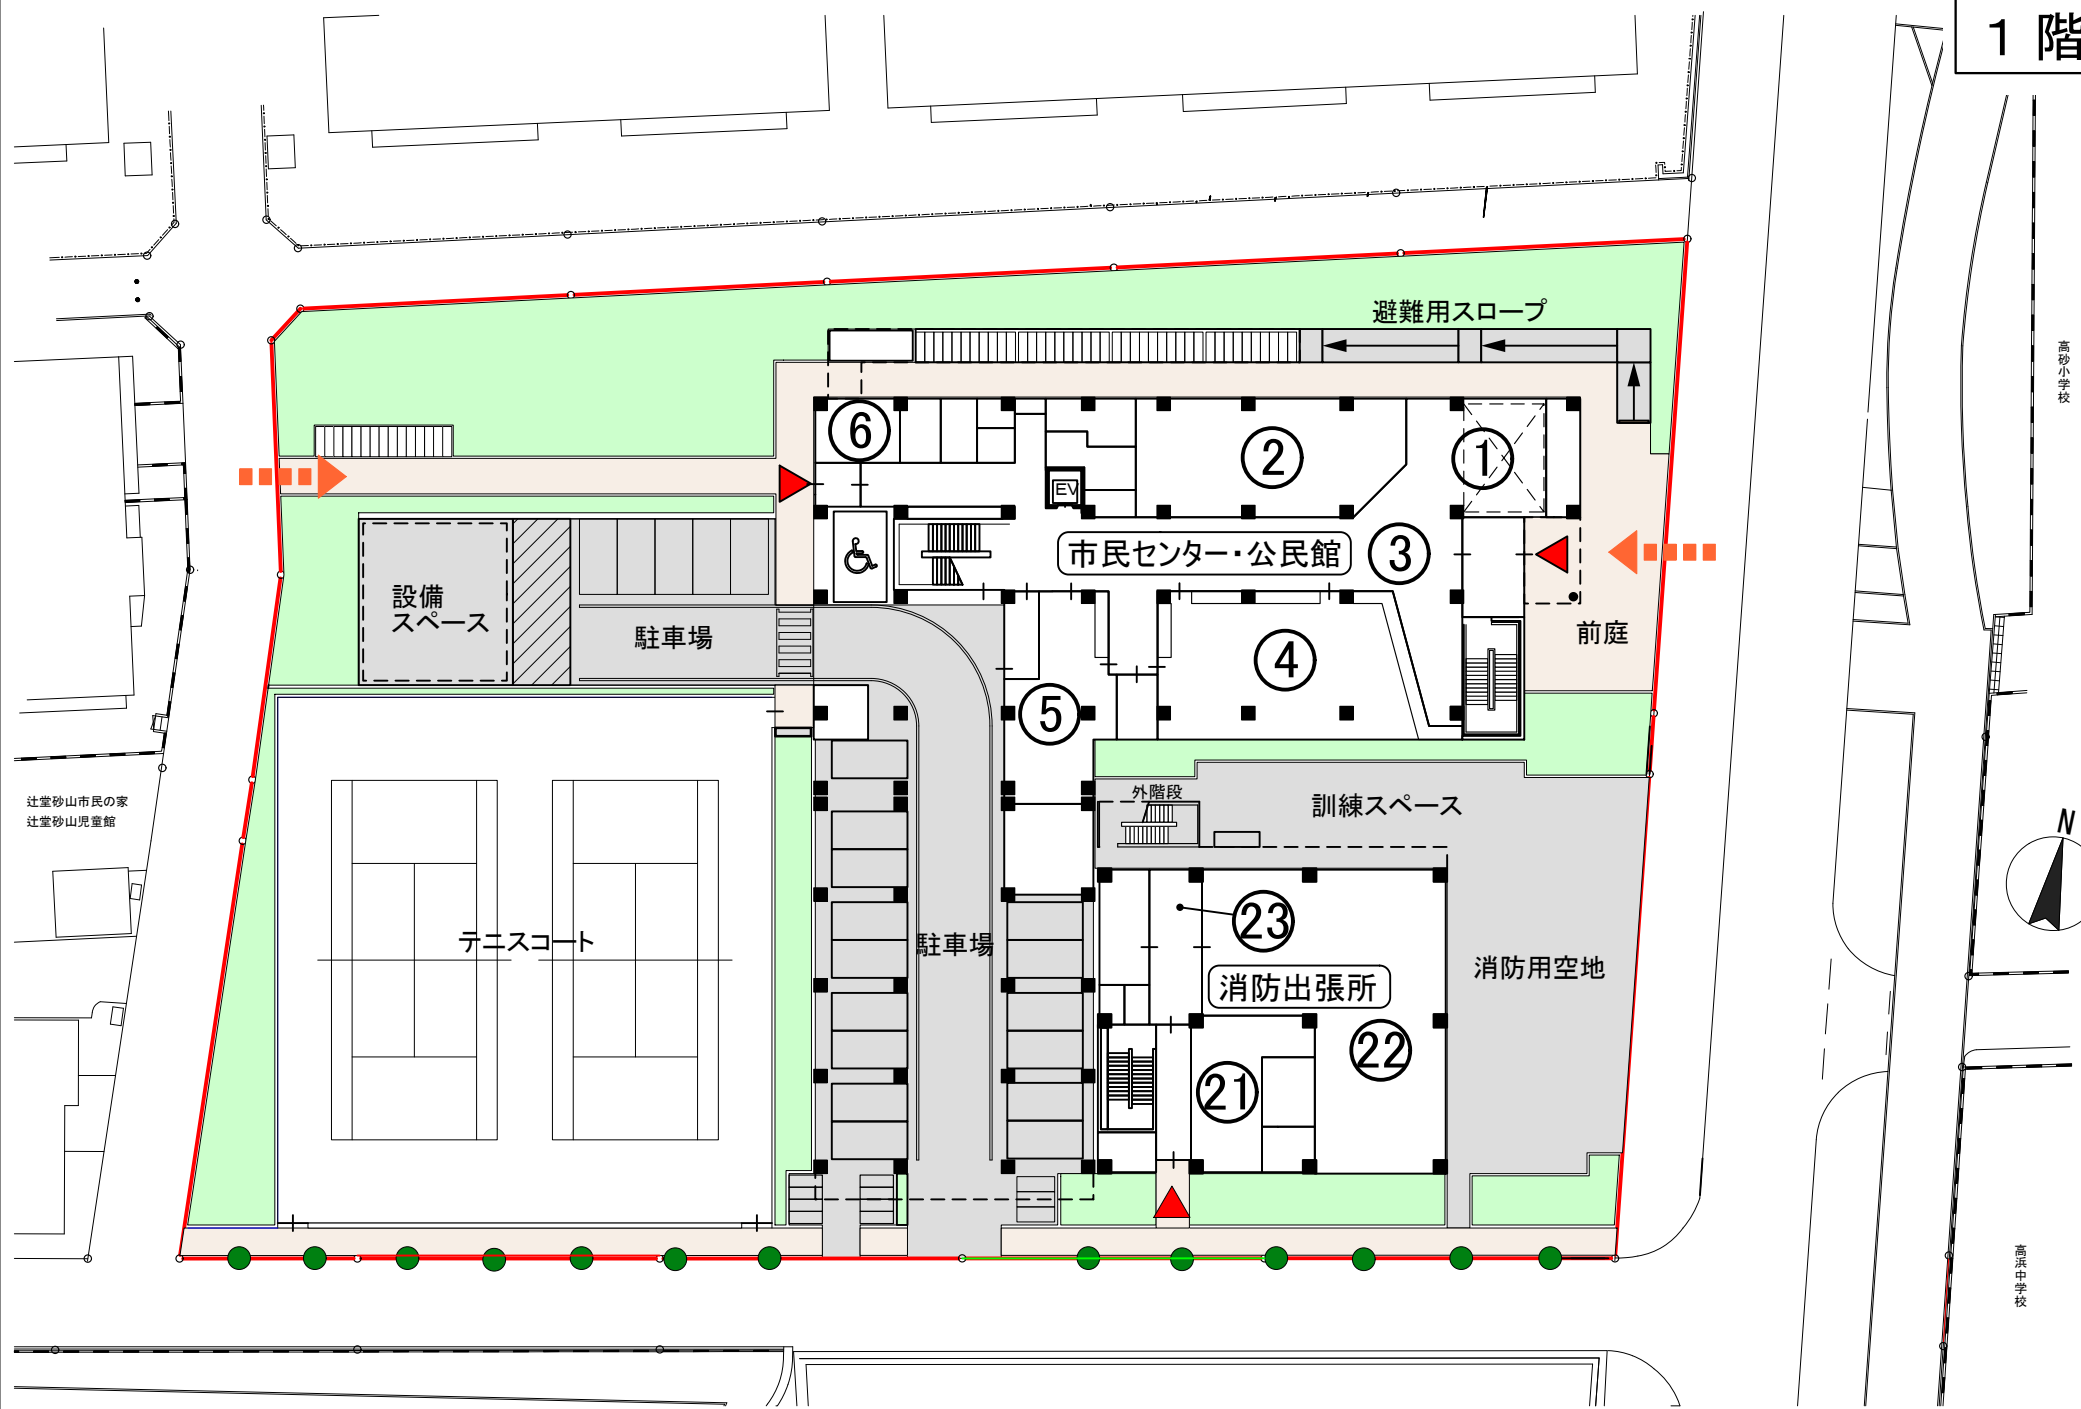 1 階
避難用スロープ
高砂小学校
6
2
1
EV
市民センター・公民館
3
設備
スペース
駐車場
前庭
4
5
辻堂砂山市民の家
辻堂砂山児童館
外階段
訓練スペース
N
テニスコート
駐車場
23
消防出張所
消防用空地
22
21
高浜中学校